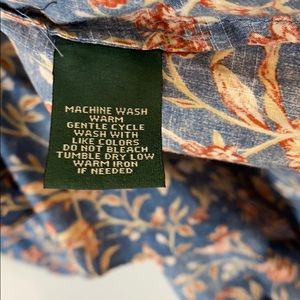 MACHINE WASH
WARM
GENTLE CYCLE
WASH WITH
LIKE COLORS
DO NOT BLEACH
TUMBLE DRY LOW
WARM IRON
IF NEEDED